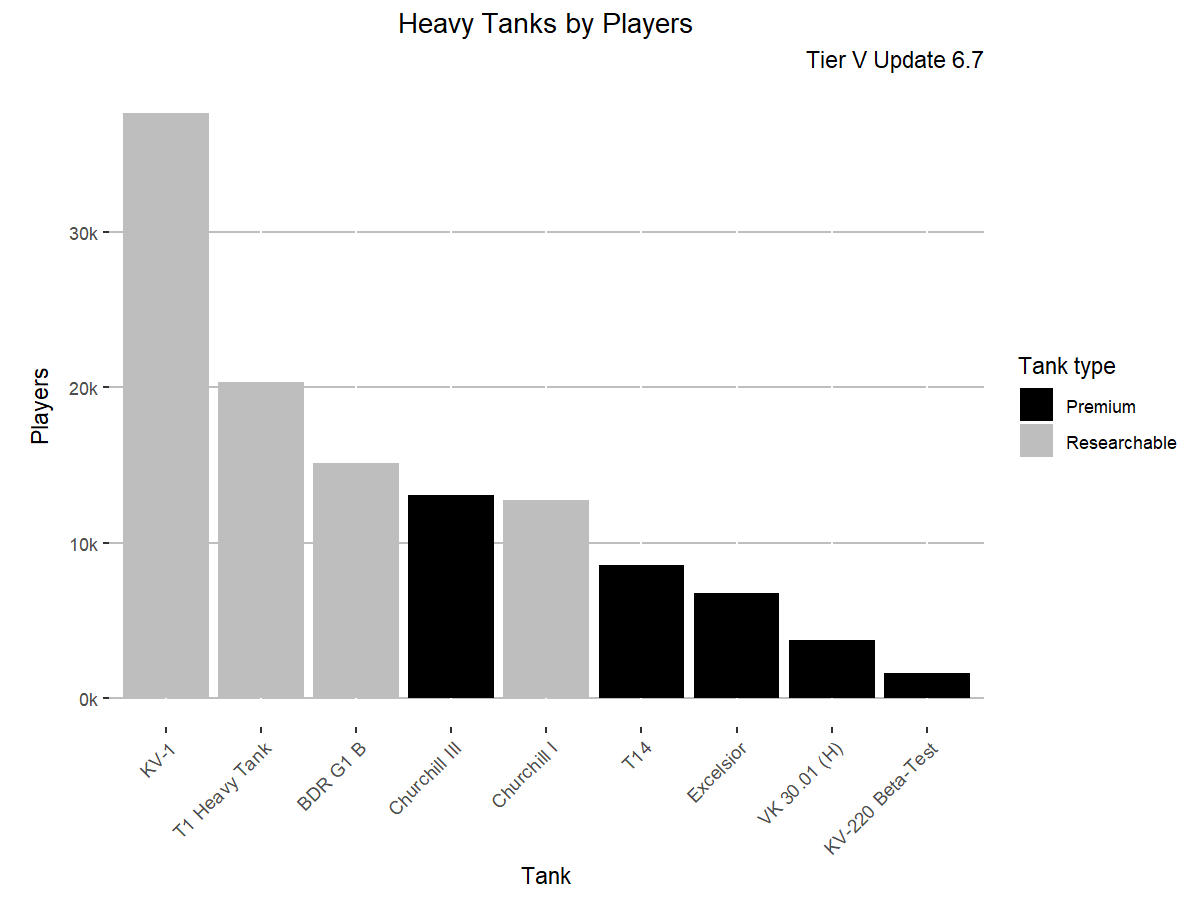 Heavy Tanks by Players
Tier V Update 6.7
Players
30k
20k
10k
0k
KV-1
T1 Heavy Tank
BDR G1 B
Churchill III
Churchill I
T14
Excelsior
VK 30.01 (H)
KV-220 Beta-Test
Tank
Tank type
Premium
Researchable